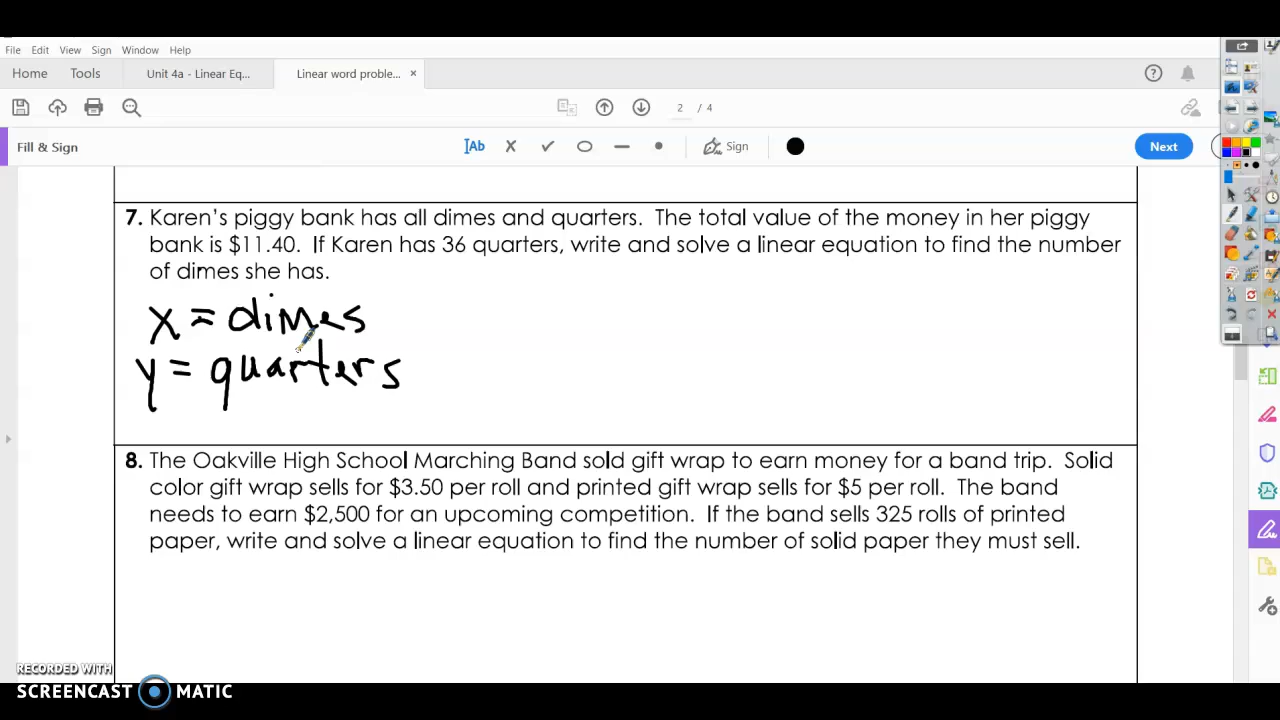 File Edit View Sign Window Help
Home Tools Unit 4a - Linear Eq... Linear word proble... ×
2 / 4
Fill & Sign Ab Sign Next
7. Karen's piggy bank has all dimes and quarters. The total value of the money in her piggy
bank is $11.40. If Karen has 36 quarters, write and solve a linear equation to find the number
of dimes she has.
x = dimes
y = quarters
8. The Oakville High School Marching Band sold gift wrap to earn money for a band trip. Solid
color gift wrap sells for $3.50 per roll and printed gift wrap sells for $5 per roll. The band
needs to earn $2,500 for an upcoming competition. If the band sells 325 rolls of printed
paper, write and solve a linear equation to find the number of solid paper they must sell.
RECORDED WITH
SCREENCAST MATIC